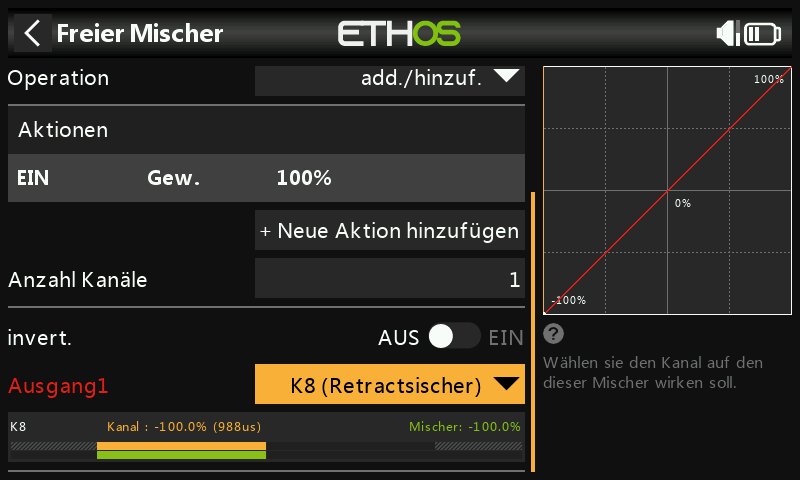 Freier Mischer
ETHOS
Operation add./hinzuf.
Aktionen
EIN Gew. 100%
+ Neue Aktion hinzufügen
Anzahl Kanäle 1
invert. AUS EIN
Ausgang1 K8 (Retractsischer)
K8 Kanal : -100.0% (988us) Mischer: -100.0%
100%
0%
-100%
?
Wählen sie den Kanal auf den
dieser Mischer wirken soll.